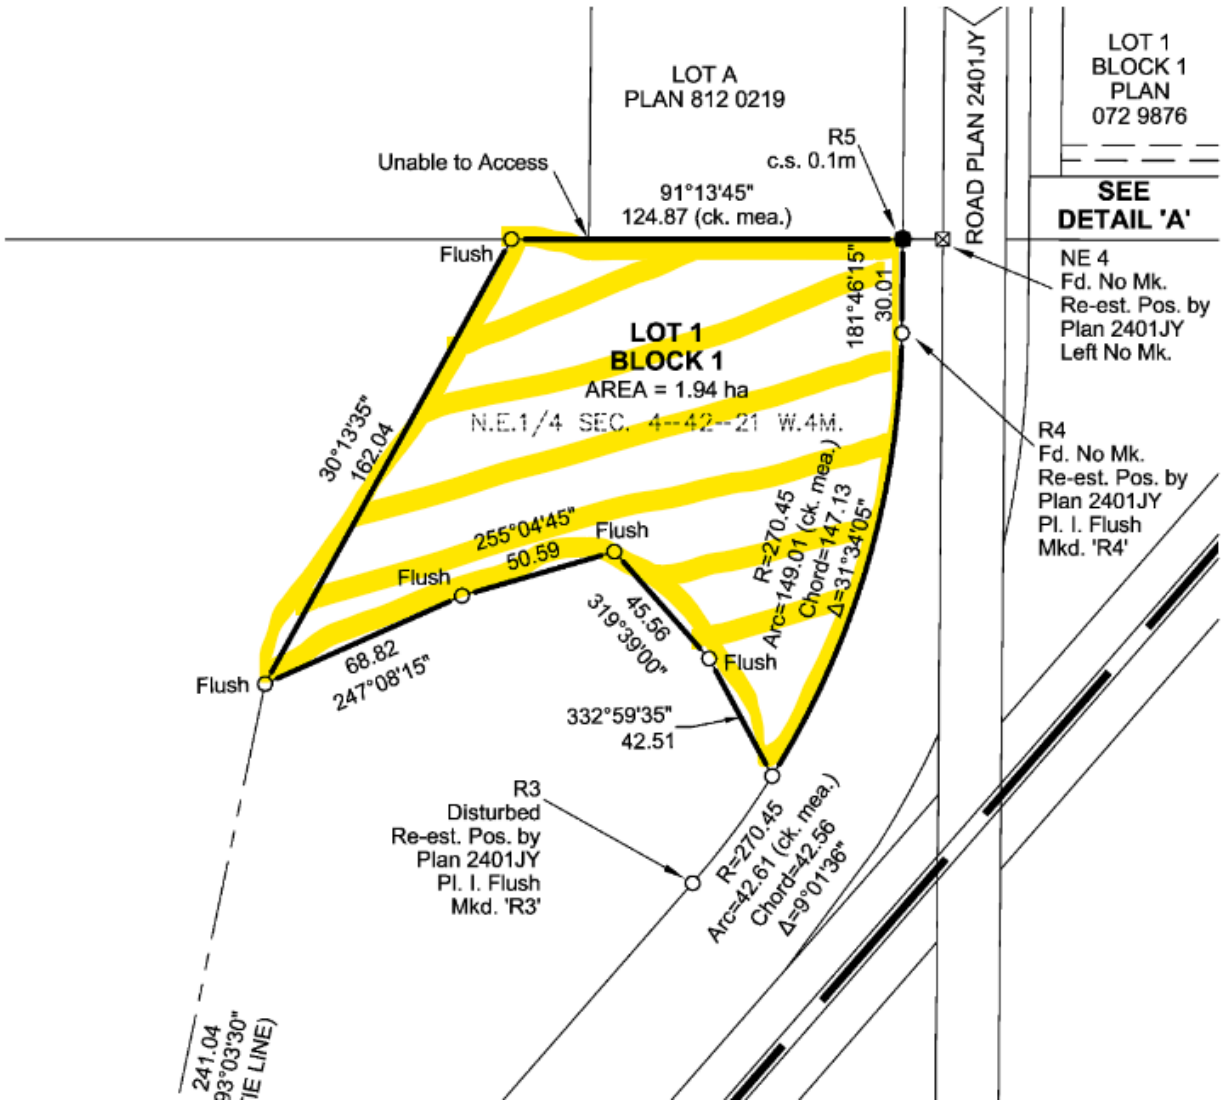 LOT A
PLAN 812 0219
ROAD PLAN 2401JY
LOT 1
BLOCK 1
PLAN
072 9876
R5
c.s. 0.1m
Unable to Access
91°13'45"
124.87 (ck. mea.)
SEE
DETAIL 'A'
Flush
181°46'15"
30.01
NE 4
Fd. No Mk.
Re-est. Pos. by
Plan 2401JY
Left No Mk.
LOT 1
BLOCK 1
AREA = 1.94 ha
N.E.1/4 SEC. 4--42--21 W.4M.
30°13'35"
162.04
R4
Fd. No Mk.
Re-est. Pos. by
Plan 2401JY
Pl. I. Flush
Mkd. 'R4'
R=270.45
Arc=149.01 (ck. mea.)
Chord=147.13
Δ=31°34'05"
255°04'45"
50.59
Flush
Flush
45.56
319°39'00"
Flush
68.82
247°08'15"
Flush
332°59'35"
42.51
R3
Disturbed
Re-est. Pos. by
Plan 2401JY
Pl. I. Flush
Mkd. 'R3'
R=270.45
Arc=42.61 (ck. mea.)
Chord=42.56
Δ=9°01'36"
241.04
93°03'30"
IE LINE)